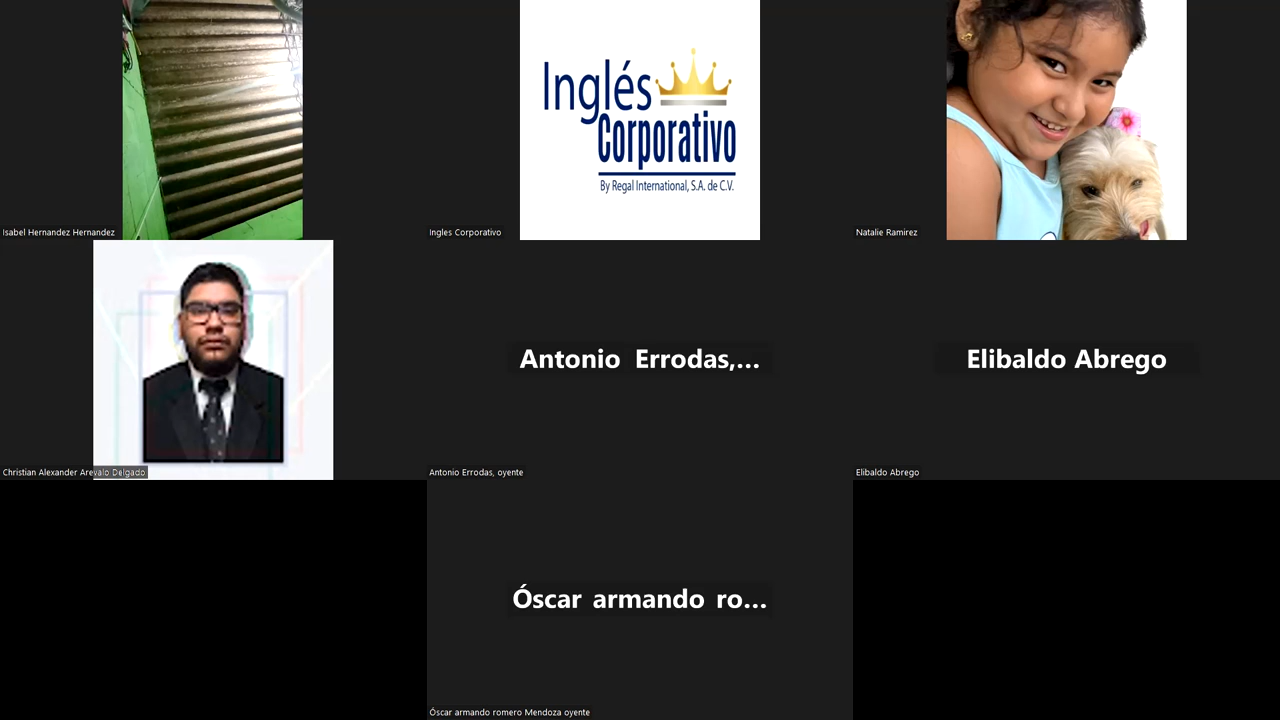 Inglés
Corporativo
By Regal International, S.A. de C.V.
Isabel Hernandez Hernandez
Ingles Corporativo
Natalie Ramirez
Antonio Errodas,...
Elibaldo Abrego
Christian Alexander Arevalo Delgado
Antonio Errodas, oyente
Elibaldo Abrego
Óscar armando ro...
Óscar armando romero Mendoza oyente